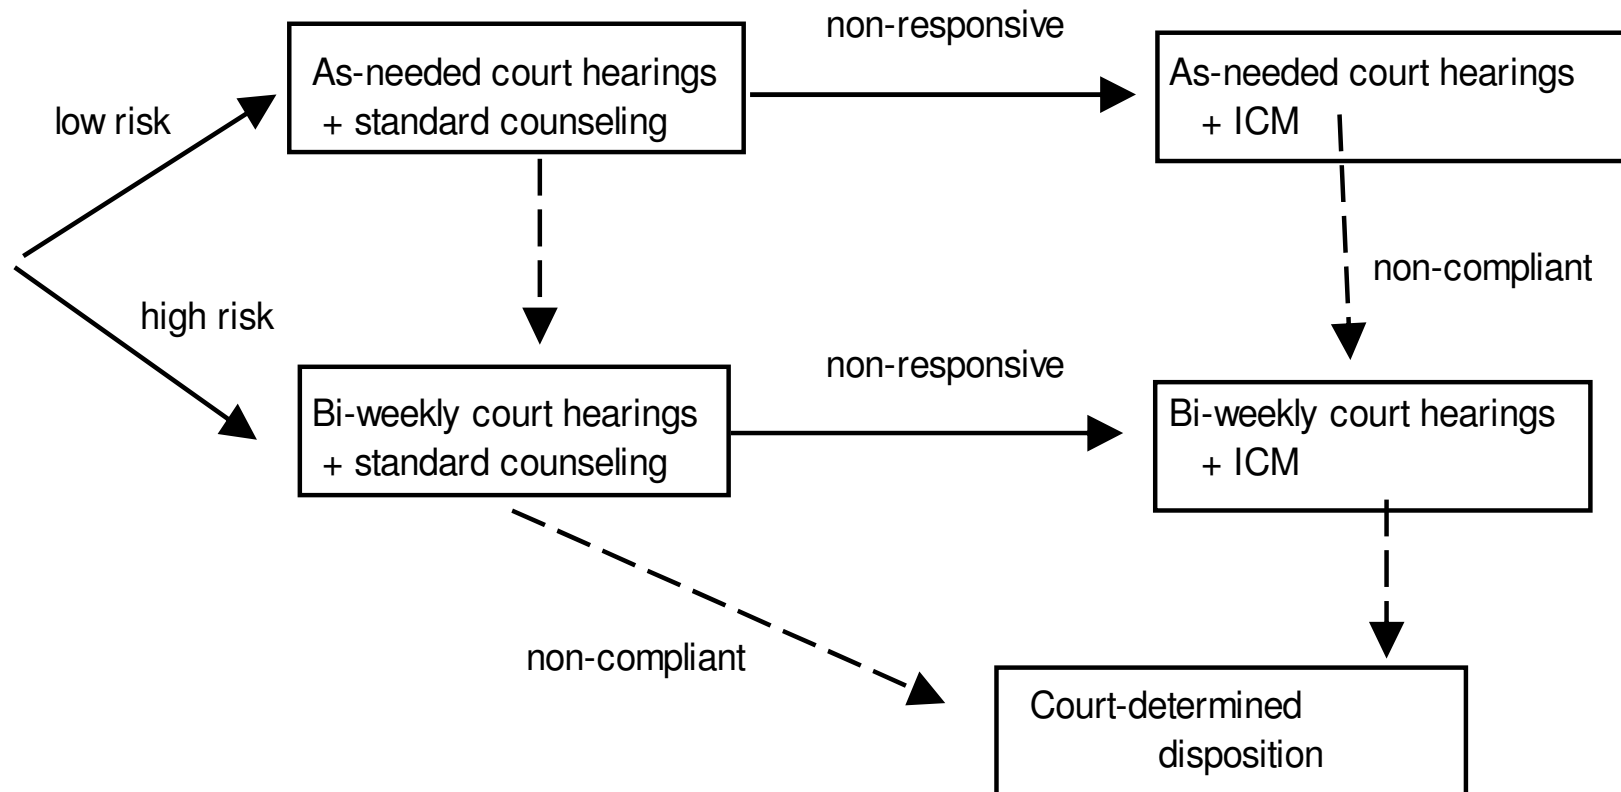 non-responsive
As-needed court hearings
+ standard counseling
As-needed court hearings
+ ICM
low risk
non-compliant
high risk
non-responsive
Bi-weekly court hearings
+ standard counseling
Bi-weekly court hearings
+ ICM
non-compliant
Court-determined
disposition